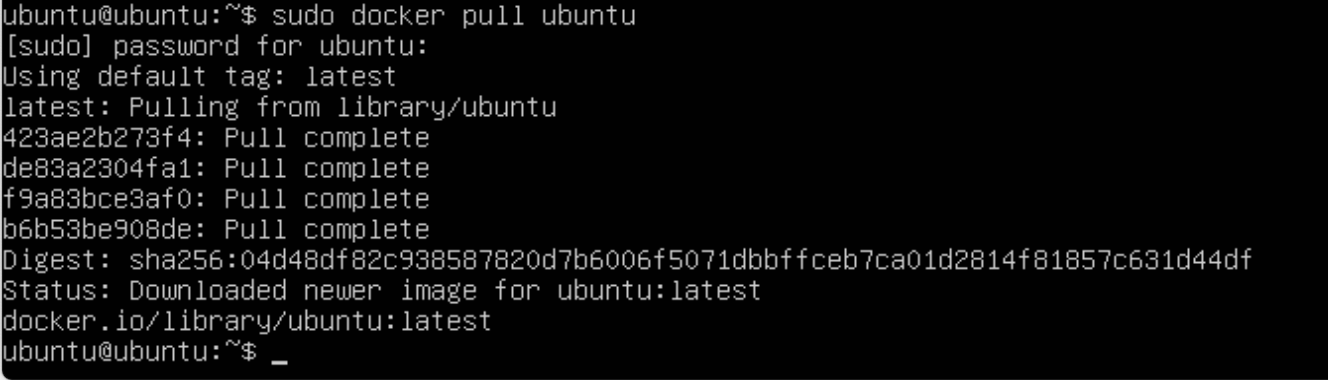 ubuntu@ubuntu:~$ sudo docker pull ubuntu
[sudo] password for ubuntu:
Using default tag: latest
latest: Pulling from library/ubuntu
423ae2b273f4: Pull complete
de83a2304fa1: Pull complete
f9a83bce3af0: Pull complete
b6b53be908de: Pull complete
Digest: sha256:04d48df82c938587820d7b6006f5071dbbffceb7ca01d2814f81857c631d44df
Status: Downloaded newer image for ubuntu:latest
docker.io/library/ubuntu:latest
ubuntu@ubuntu:~$ _